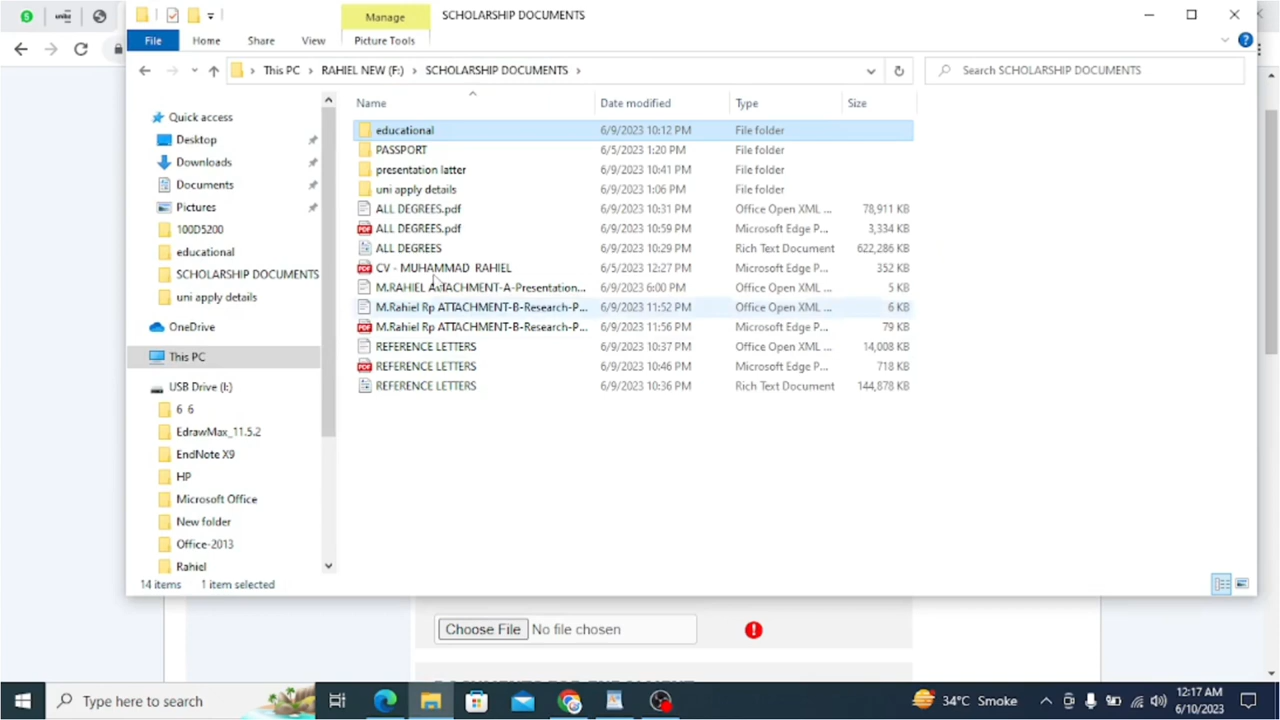 Manage
SCHOLARSHIP DOCUMENTS
File Home Share View Picture Tools
This PC RAHIEL NEW (F:) SCHOLARSHIP DOCUMENTS
Search SCHOLARSHIP DOCUMENTS
Name Date modified Type Size
Quick access
Desktop
Downloads
Documents
Pictures
100D5200
educational
SCHOLARSHIP DOCUMENTS
uni apply details
OneDrive
This PC
USB Drive (I:)
6 6
EdrawMax_11.5.2
EndNote X9
HP
Microsoft Office
New folder
Office-2013
Rahiel
educational 6/9/2023 10:12 PM File folder
PASSPORT 6/5/2023 1:20 PM File folder
presentation latter 6/9/2023 10:41 PM File folder
uni apply details 6/9/2023 1:06 PM File folder
ALL DEGREES.pdf 6/9/2023 10:31 PM Office Open XML ... 78,911 KB
ALL DEGREES.pdf 6/9/2023 10:59 PM Microsoft Edge P... 3,334 KB
ALL DEGREES 6/9/2023 10:29 PM Rich Text Document 622,286 KB
CV - MUHAMMAD RAHIEL 6/5/2023 12:27 PM Microsoft Edge P... 352 KB
M.RAHIEL ATTACHMENT-A-Presentation... 6/9/2023 6:00 PM Office Open XML ... 5 KB
M.Rahiel Rp ATTACHMENT-B-Research-P... 6/9/2023 11:52 PM Office Open XML ... 6 KB
M.Rahiel Rp ATTACHMENT-B-Research-P... 6/9/2023 11:56 PM Microsoft Edge P... 79 KB
REFERENCE LETTERS 6/9/2023 10:37 PM Office Open XML ... 14,008 KB
REFERENCE LETTERS 6/9/2023 10:46 PM Microsoft Edge P... 718 KB
REFERENCE LETTERS 6/9/2023 10:36 PM Rich Text Document 144,878 KB
14 items 1 item selected
Choose File No file chosen
Type here to search
34°C Smoke
12:17 AM
6/10/2023